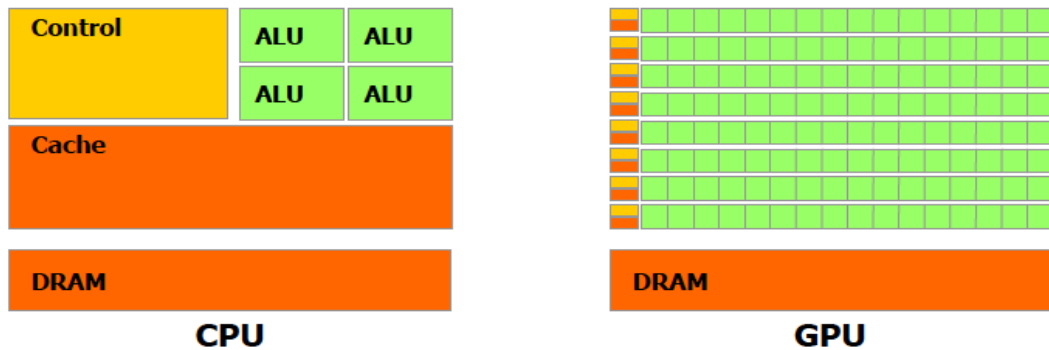 Control
ALU ALU
ALU ALU
Cache
DRAM
CPU
DRAM
GPU